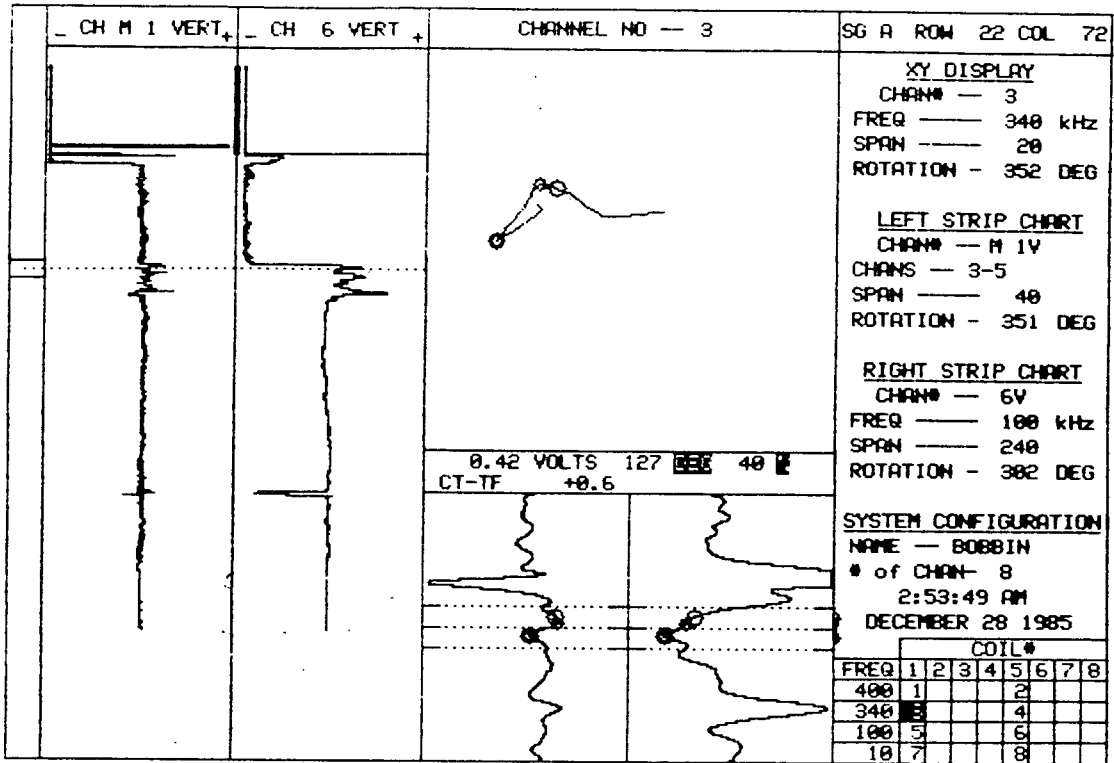 _ CH M 1 VERT +
_ CH 6 VERT +
CHANNEL NO -- 3
0.42 VOLTS 127 DEG 40
CT-TF +0.6
SG A ROW 22 COL 72
XY DISPLAY
CHAN# -- 3
FREQ ---- 340 kHz
SPAN ---- 20
ROTATION - 352 DEG
LEFT STRIP CHART
CHAN# -- M 1V
CHANS -- 3-5
SPAN ---- 40
ROTATION - 351 DEG
RIGHT STRIP CHART
CHAN# -- 6V
FREQ ---- 100 kHz
SPAN ---- 240
ROTATION - 302 DEG
SYSTEM CONFIGURATION
NAME -- BOBBIN
# of CHAN- 8
2:53:49 AM
DECEMBER 28 1985
COIL#
FREQ 1 2 3 4 5 6 7 8
400 1 2
340 3 4
100 5 6
10 7 8